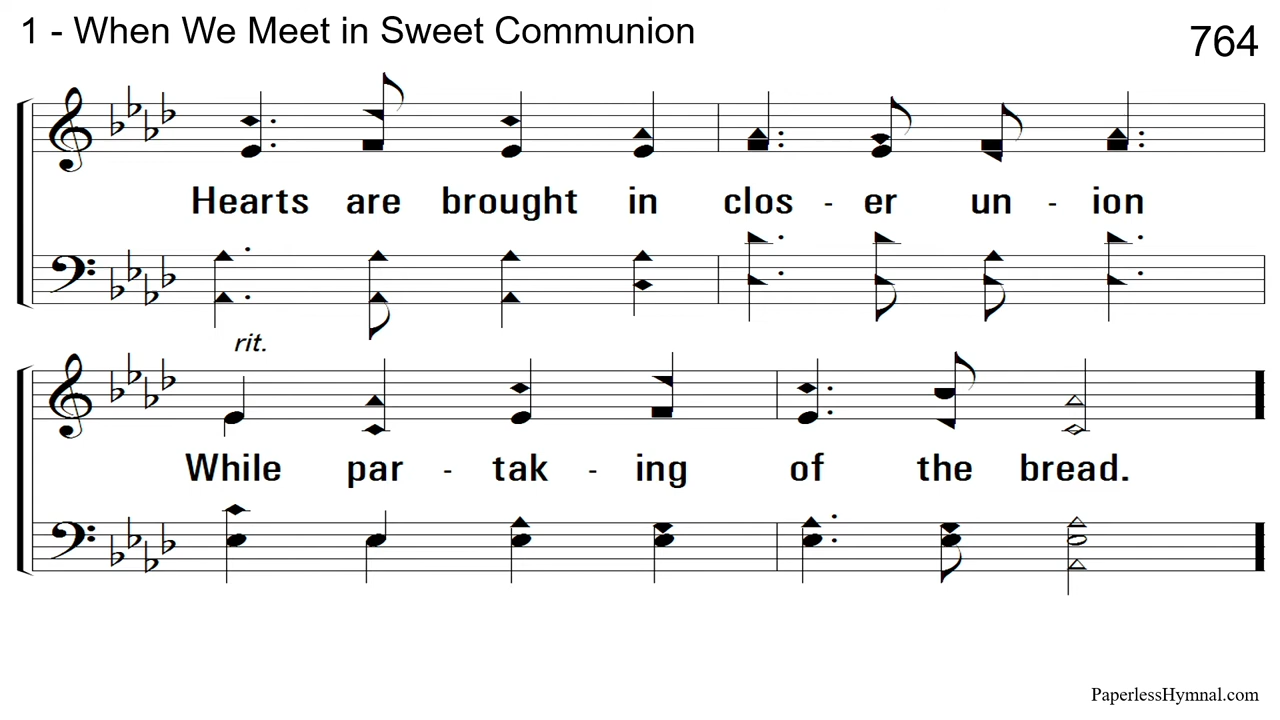 1 - When We Meet in Sweet Communion
764
Hearts are brought in clos - er un - ion
rit.
While par - tak - ing of the bread.
PaperlessHymnal.com